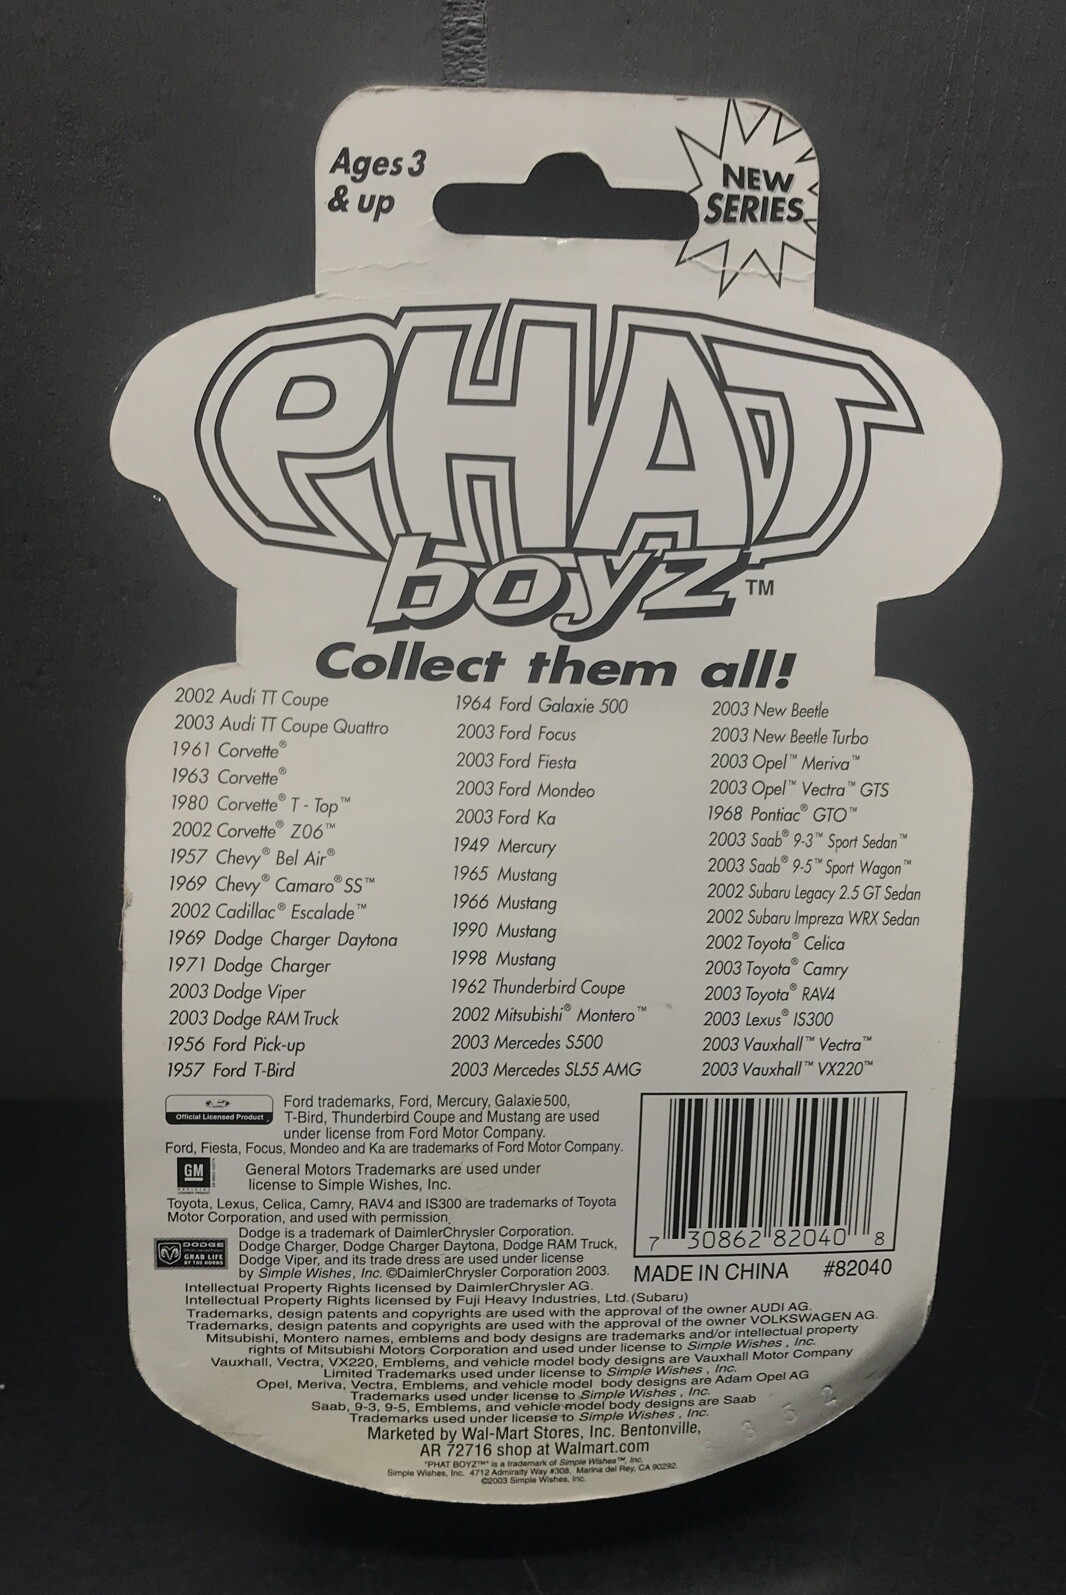 Ages 3
& up
NEW
SERIES
PHAT
boyz™
Collect them all!
2002 Audi TT Coupe
2003 Audi TT Coupe Quattro
1961 Corvette®
1963 Corvette®
1980 Corvette® T - Top™
2002 Corvette® Z06™
1957 Chevy® Bel Air®
1969 Chevy® Camaro® SS™
2002 Cadillac® Escalade™
1969 Dodge Charger Daytona
1971 Dodge Charger
2003 Dodge Viper
2003 Dodge RAM Truck
1956 Ford Pick-up
1957 Ford T-Bird
1964 Ford Galaxie 500
2003 Ford Focus
2003 Ford Fiesta
2003 Ford Mondeo
2003 Ford Ka
1949 Mercury
1965 Mustang
1966 Mustang
1990 Mustang
1998 Mustang
1962 Thunderbird Coupe
2002 Mitsubishi® Montero™
2003 Mercedes S500
2003 Mercedes SL55 AMG
2003 New Beetle
2003 New Beetle Turbo
2003 Opel™ Meriva™
2003 Opel™ Vectra™ GTS
1968 Pontiac® GTO™
2003 Saab® 9-3™ Sport Sedan™
2003 Saab® 9-5™ Sport Wagon™
2002 Subaru Legacy 2.5 GT Sedan
2002 Subaru Impreza WRX Sedan
2002 Toyota® Celica
2003 Toyota® Camry
2003 Toyota® RAV4
2003 Lexus® IS300
2003 Vauxhall™ Vectra™
2003 Vauxhall™ VX220™
Official Licensed Product
Ford trademarks, Ford, Mercury, Galaxie 500,
T-Bird, Thunderbird Coupe and Mustang are used
under license from Ford Motor Company.
Ford, Fiesta, Focus, Mondeo and Ka are trademarks of Ford Motor Company.
GM
General Motors Trademarks are used under
license to Simple Wishes, Inc.
Toyota, Lexus, Celica, Camry, RAV4 and IS300 are trademarks of Toyota
Motor Corporation, and used with permission.
DODGE
GRAB LIFE
BY THE HORNS
Dodge is a trademark of DaimlerChrysler Corporation.
Dodge Charger, Dodge Charger Daytona, Dodge RAM Truck,
Dodge Viper, and its trade dress are used under license
by Simple Wishes, Inc. ©DaimlerChrysler Corporation 2003.
Intellectual Property Rights licensed by DaimlerChrysler AG.
Intellectual Property Rights licensed by Fuji Heavy Industries, Ltd.(Subaru)
Trademarks, design patents and copyrights are used with the approval of the owner AUDI AG.
Trademarks, design patents and copyrights are used with the approval of the owner VOLKSWAGEN AG.
Mitsubishi, Montero names, emblems and body designs are trademarks and/or intellectual property
rights of Mitsubishi Motors Corporation and used under license to Simple Wishes , Inc.
Vauxhall, Vectra, VX220, Emblems, and vehicle model body designs are Vauxhall Motor Company
Limited Trademarks used under license to Simple Wishes , Inc.
Opel, Meriva, Vectra, Emblems, and vehicle model body designs are Adam Opel AG
Trademarks used under license to Simple Wishes , Inc.
Saab, 9-3, 9-5, Emblems, and vehicle model body designs are Saab
Trademarks used under license to Simple Wishes , Inc.
Marketed by Wal-Mart Stores, Inc. Bentonville,
AR 72716 shop at Walmart.com
"PHAT BOYZ™" is a trademark of Simple Wishes™, Inc.
Simple Wishes, Inc. 4712 Admiralty Way #308, Marina del Rey, CA 90292.
©2003 Simple Wishes, Inc.
7 30862 82040 8
MADE IN CHINA #82040